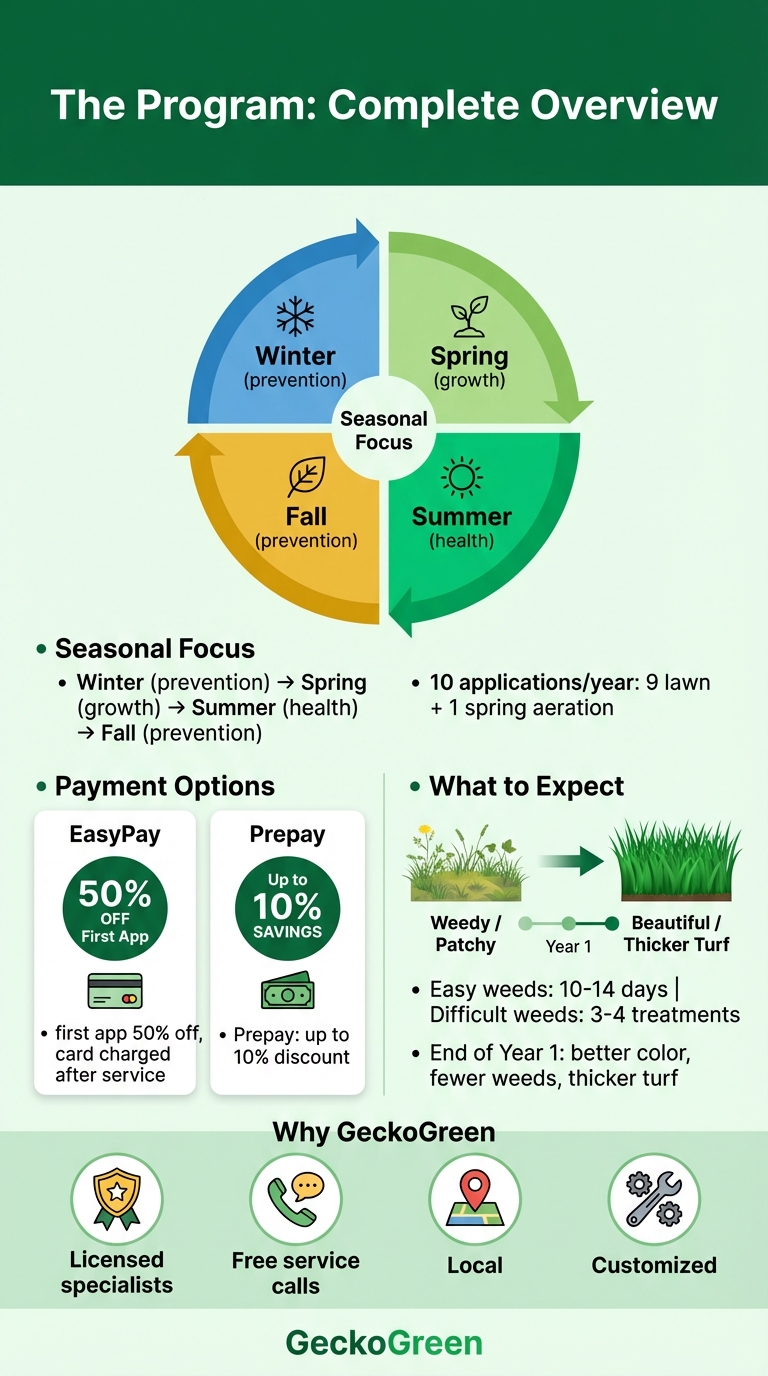 The Program: Complete Overview
Winter
(prevention)
Spring
(growth)
Seasonal
Focus
Fall
(prevention)
Summer
(health)
• Seasonal Focus
• Winter (prevention) → Spring
(growth) → Summer (health)
→ Fall (prevention)
• 10 applications/year: 9 lawn
+ 1 spring aeration
• Payment Options
EasyPay
50%
OFF
First App
• first app 50% off,
card charged
after service
Prepay
Up to
10%
SAVINGS
• Prepay: up to
10% discount
• What to Expect
Weedy /
Patchy
Year 1
Beautiful /
Thicker Turf
• Easy weeds: 10-14 days |
Difficult weeds: 3-4 treatments
• End of Year 1: better color,
fewer weeds, thicker turf
Why GeckoGreen
Licensed
specialists
Free service
calls
Local
Customized
GeckoGreen